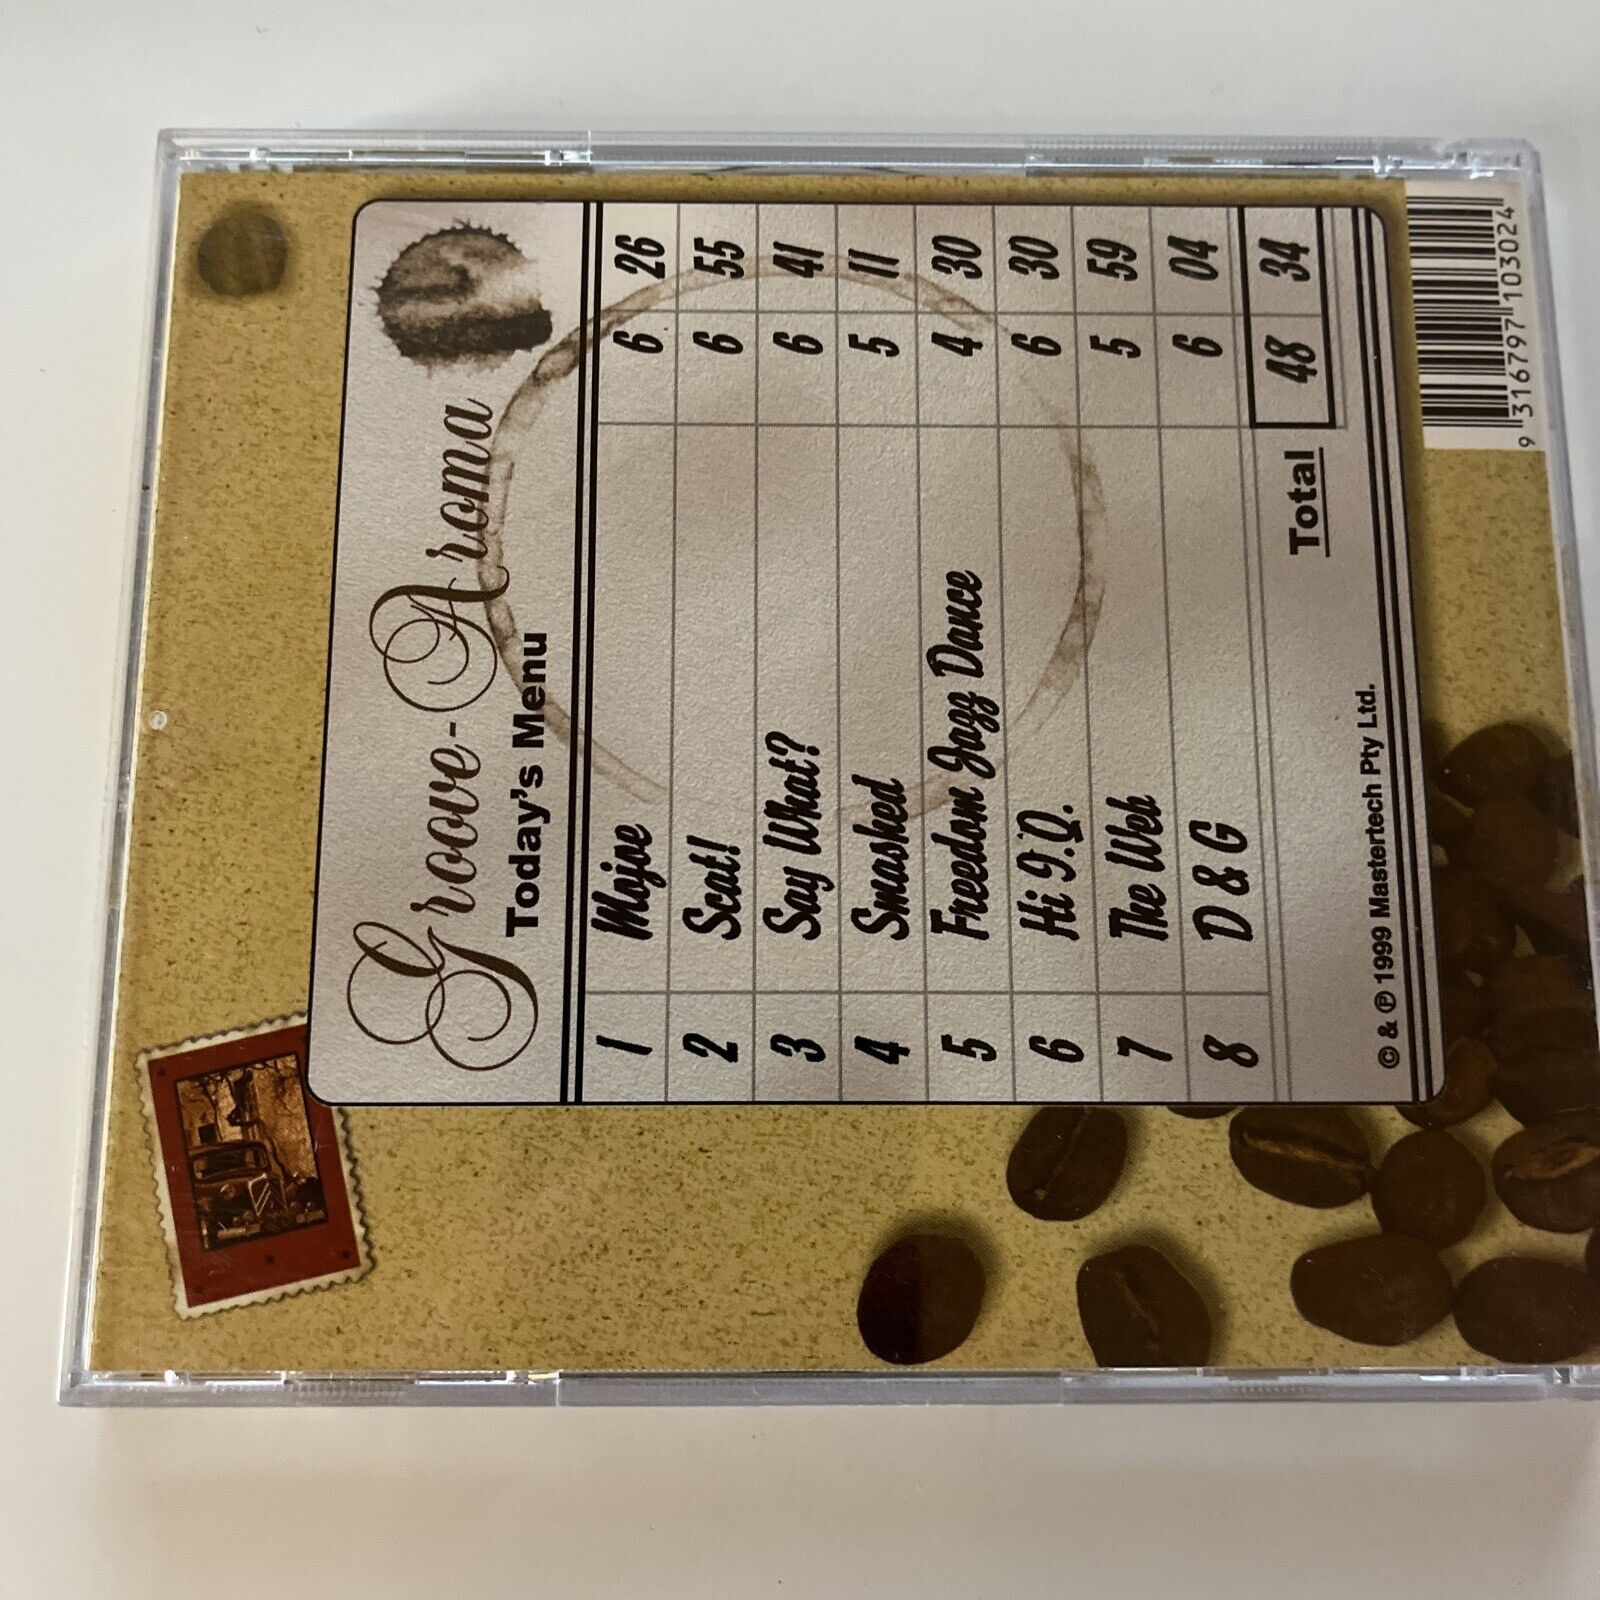 Groove-Aroma
Today's Menu
1 Mojoe 6 26
2 Scat! 6 55
3 Say What? 6 41
4 Smashed 5 11
5 Freedom Jazz Dance 4 30
6 Hi I.Q. 6 30
7 The Web 5 59
8 D & G 6 04
Total 48 34
© & ℗ 1999 Mastertech Pty Ltd.
9 316797 103024